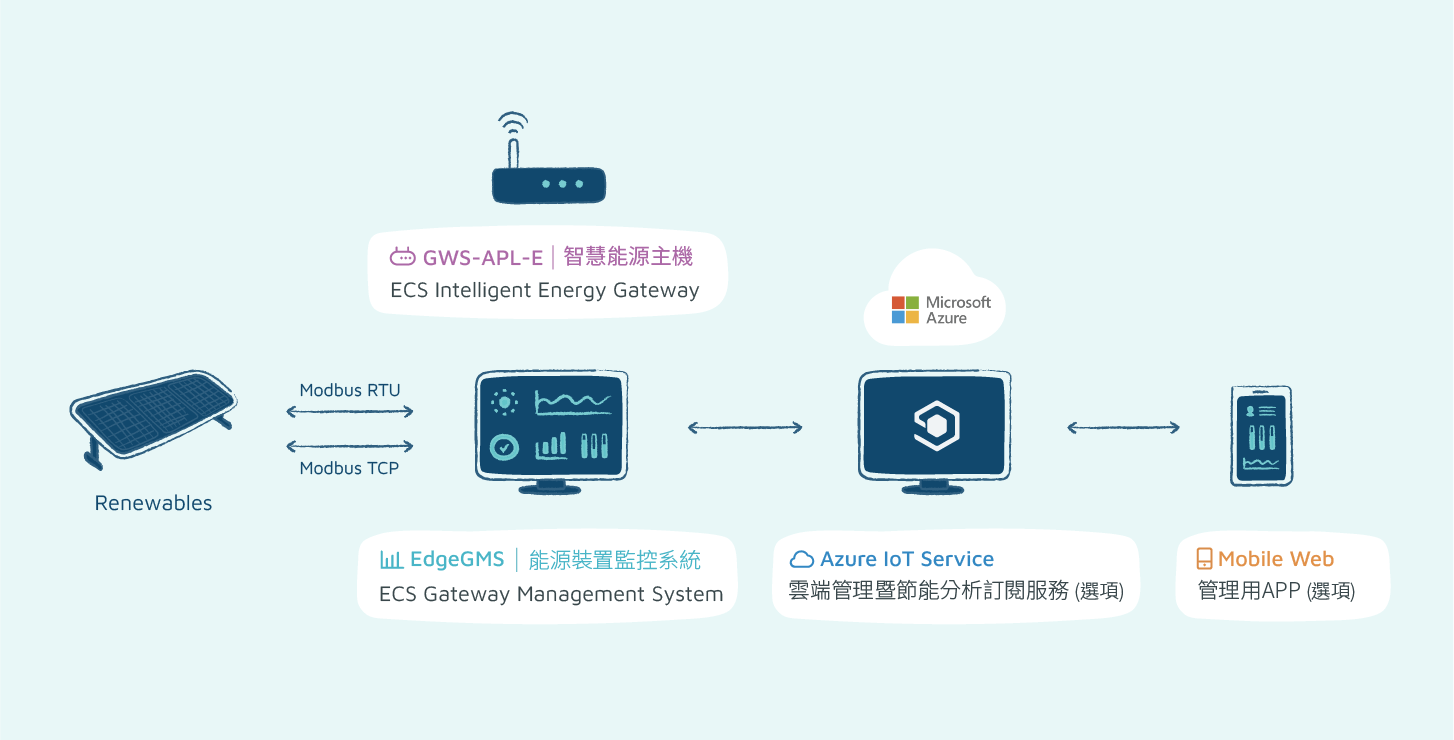 GWS-APL-E | 智慧能源主機
ECS Intelligent Energy Gateway
Microsoft
Azure
Modbus RTU
Modbus TCP
Renewables
EdgeGMS | 能源裝置監控系統
ECS Gateway Management System
Azure IoT Service
雲端管理暨節能分析訂閱服務 (選項)
Mobile Web
管理用APP (選項)